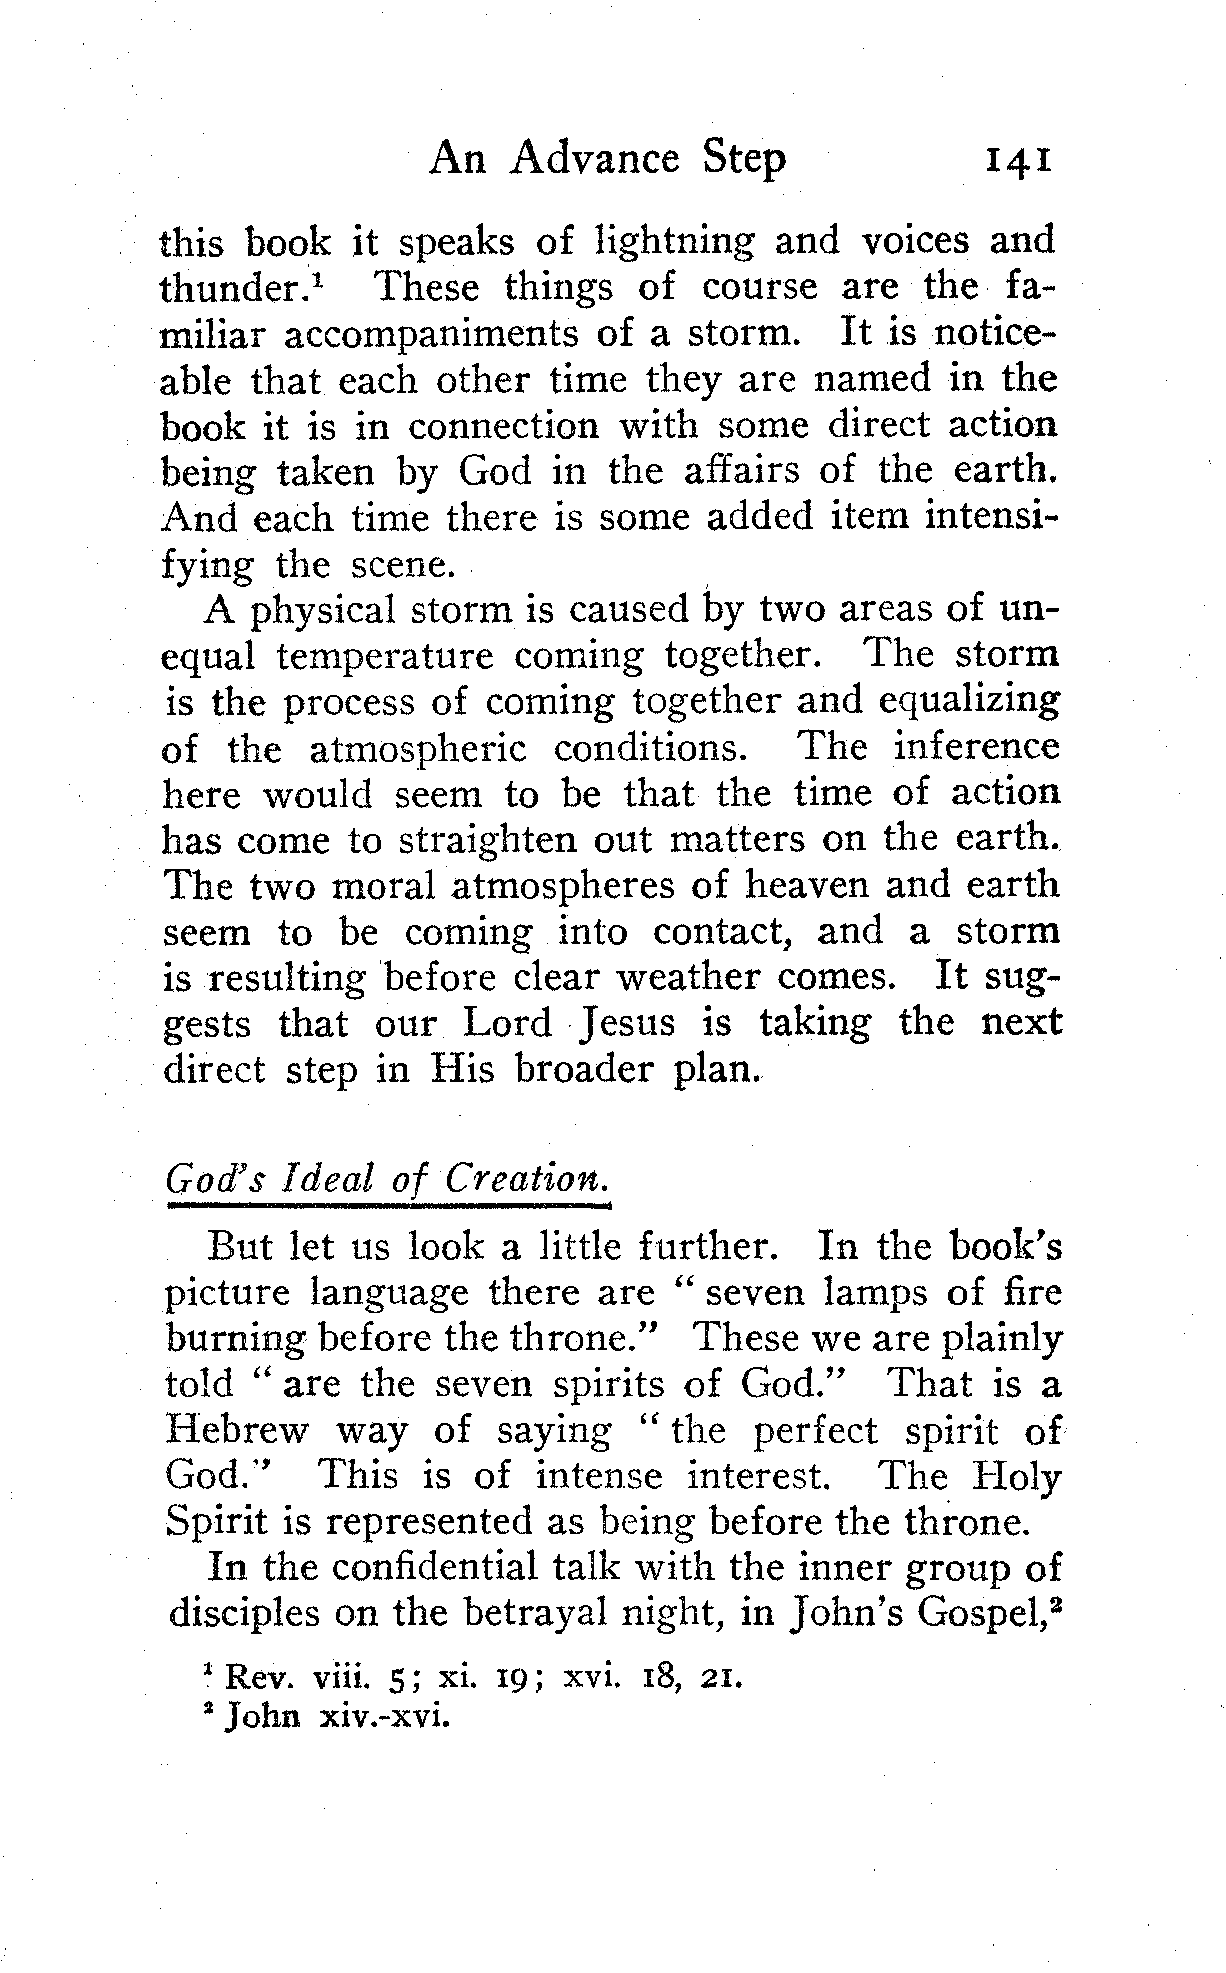 An Advance Step 141
this book it speaks of lightning and voices and
thunder.¹ These things of course are the fa-
miliar accompaniments of a storm. It is notice-
able that each other time they are named in the
book it is in connection with some direct action
being taken by God in the affairs of the earth.
And each time there is some added item intensi-
fying the scene.
A physical storm is caused by two areas of un-
equal temperature coming together. The storm
is the process of coming together and equalizing
of the atmospheric conditions. The inference
here would seem to be that the time of action
has come to straighten out matters on the earth.
The two moral atmospheres of heaven and earth
seem to be coming into contact, and a storm
is resulting before clear weather comes. It sug-
gests that our Lord Jesus is taking the next
direct step in His broader plan.
God's Ideal of Creation.
But let us look a little further. In the book's
picture language there are “ seven lamps of fire
burning before the throne.” These we are plainly
told “ are the seven spirits of God.” That is a
Hebrew way of saying “ the perfect spirit of
God.” This is of intense interest. The Holy
Spirit is represented as being before the throne.
In the confidential talk with the inner group of
disciples on the betrayal night, in John's Gospel,²
¹ Rev. viii. 5; xi. 19; xvi. 18, 21.
² John xiv.-xvi.